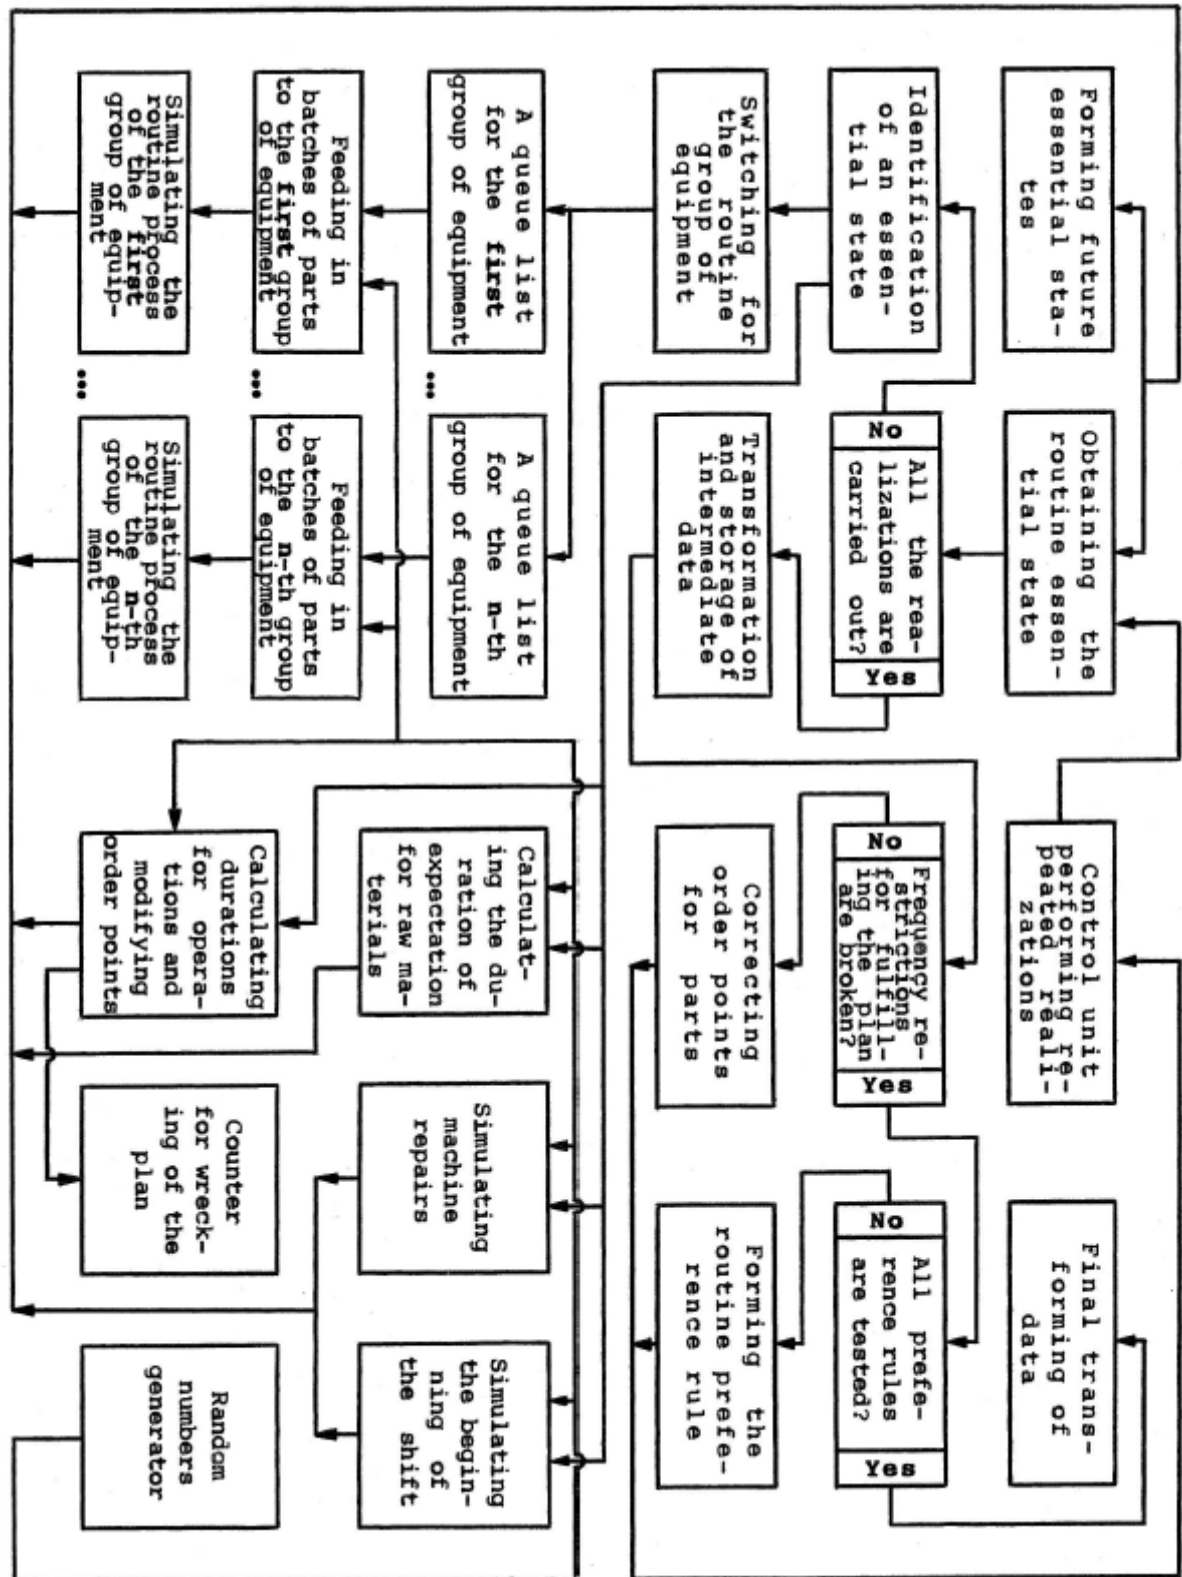 Forming future
essential sta-
tes
Obtaining the
routine essen-
tial state
Control unit
performing re-
peated reali-
zations
Final trans-
forming of
data
Identification
of an essen-
tial state
No
All the rea-
lizations are
carried out?
Yes
No
Frequency re-
strictions
for fulfill-
ing the plan
are broken?
Yes
No
All prefe-
rence rules
are tested?
Yes
Switching for
the routine
group of
equipment
Transformation
and storage of
intermediate
data
Correcting
order points
for parts
Forming the
routine prefe-
rence rule
A queue list
for the first
group of equipment
...
A queue list
for the n-th
group of equipment
Calculat-
ing the du-
ration of
expectation
for raw ma-
terials
Simulating
machine
repairs
Simulating
the begin-
ning of
the shift
Feeding in
batches of parts
to the first group
of equipment
...
Feeding in
batches of parts
to the n-th group
of equipment
Simulating the
routine process
of the first
group of equip-
ment
...
Simulating the
routine process
of the n-th
group of equip-
ment
Calculating
durations
for opera-
tions and
modifying
order points
Counter
for wreck-
ing of the
plan
Random
numbers
generator